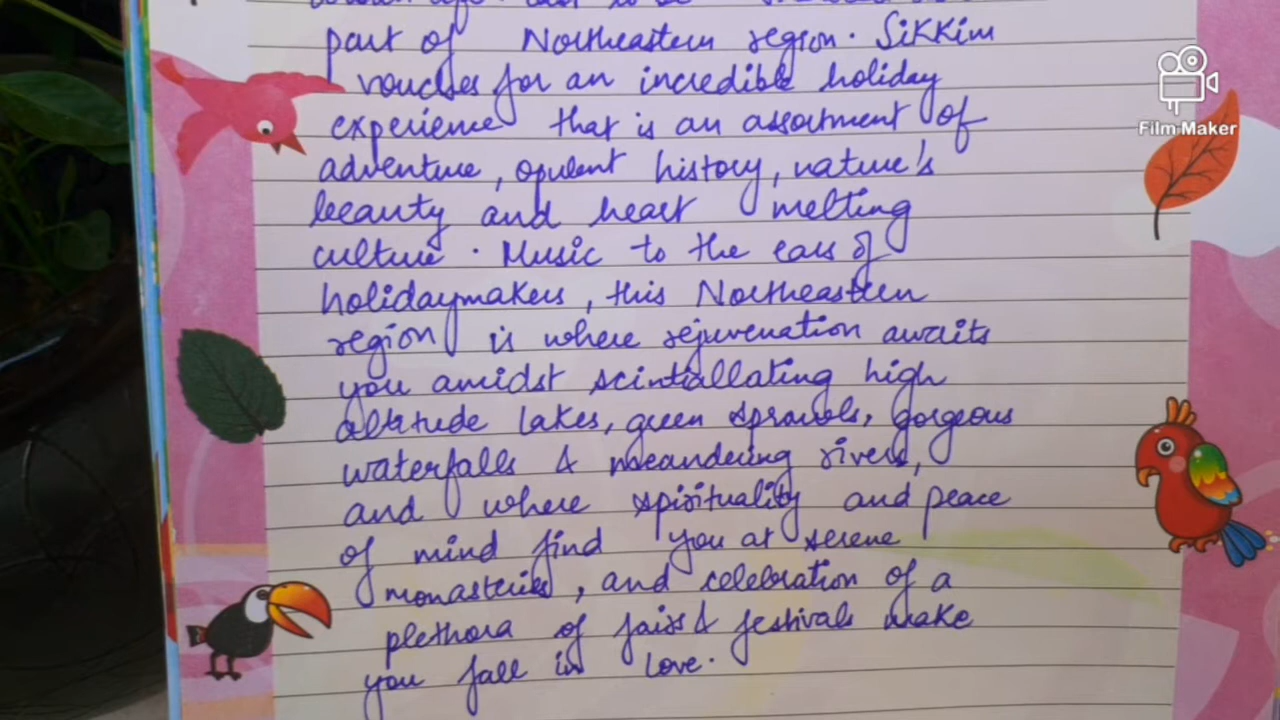 part of Northeastern region. Sikkim
vouches for an incredible holiday
experience that is an assortment of
adventure, opulent history, nature's
beauty and heart melting
culture. Music to the ears of
holidaymakers, this Northeastern
region is where rejuvenation awaits
you amidst scintiallating high
altitude lakes, green sprawls, gorgeous
waterfalls & meandering rivers,
and where spirituality and peace
of mind find you at serene
monasteries, and celebration of a
plethora of fairs & festivals make
you fall in love.
Film Maker